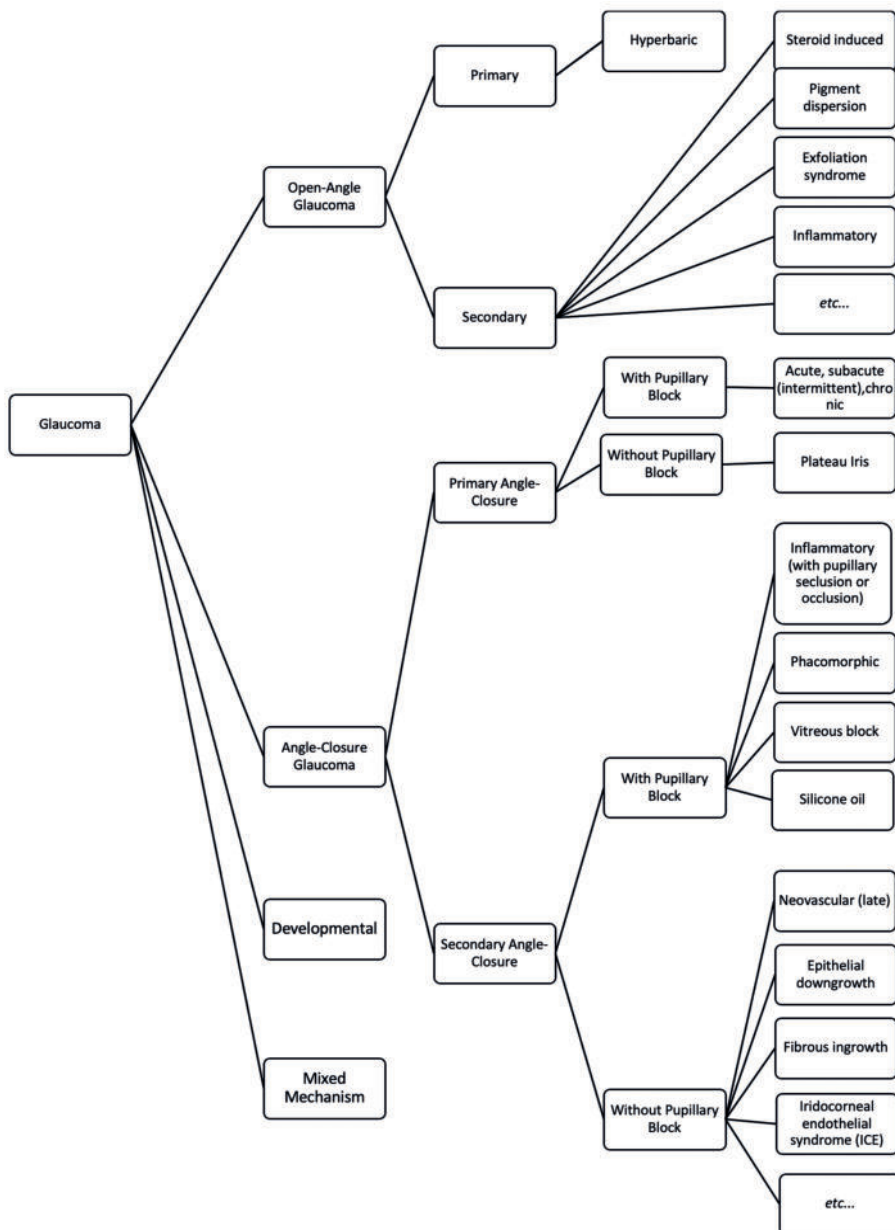 Glaucoma
Open-Angle
Glaucoma
Primary
Hyperbaric
Secondary
Steroid induced
Pigment
dispersion
Exfoliation
syndrome
Inflammatory
etc...
Angle-Closure
Glaucoma
Primary Angle-
Closure
With Pupillary
Block
Acute, subacute
(intermittent),chro
nic
Without Pupillary
Block
Plateau Iris
Secondary Angle-
Closure
With Pupillary
Block
Inflammatory
(with pupillary
seclusion or
occlusion)
Phacomorphic
Vitreous block
Silicone oil
Without Pupillary
Block
Neovascular (late)
Epithelial
downgrowth
Fibrous ingrowth
Iridocorneal
endothelial
syndrome (ICE)
etc...
Developmental
Mixed
Mechanism